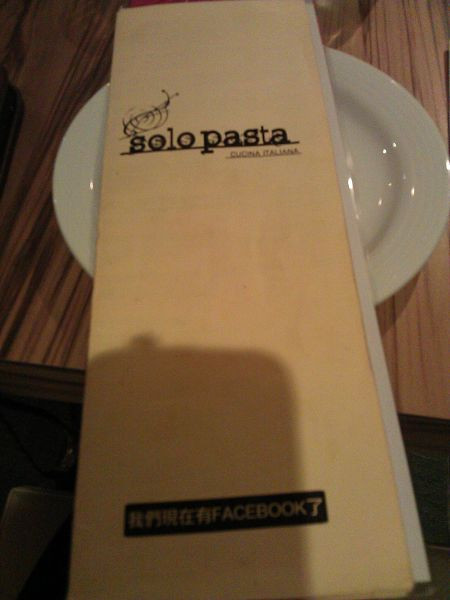 solo pasta
CUCINA ITALIANA
我們現在有FACEBOOK了